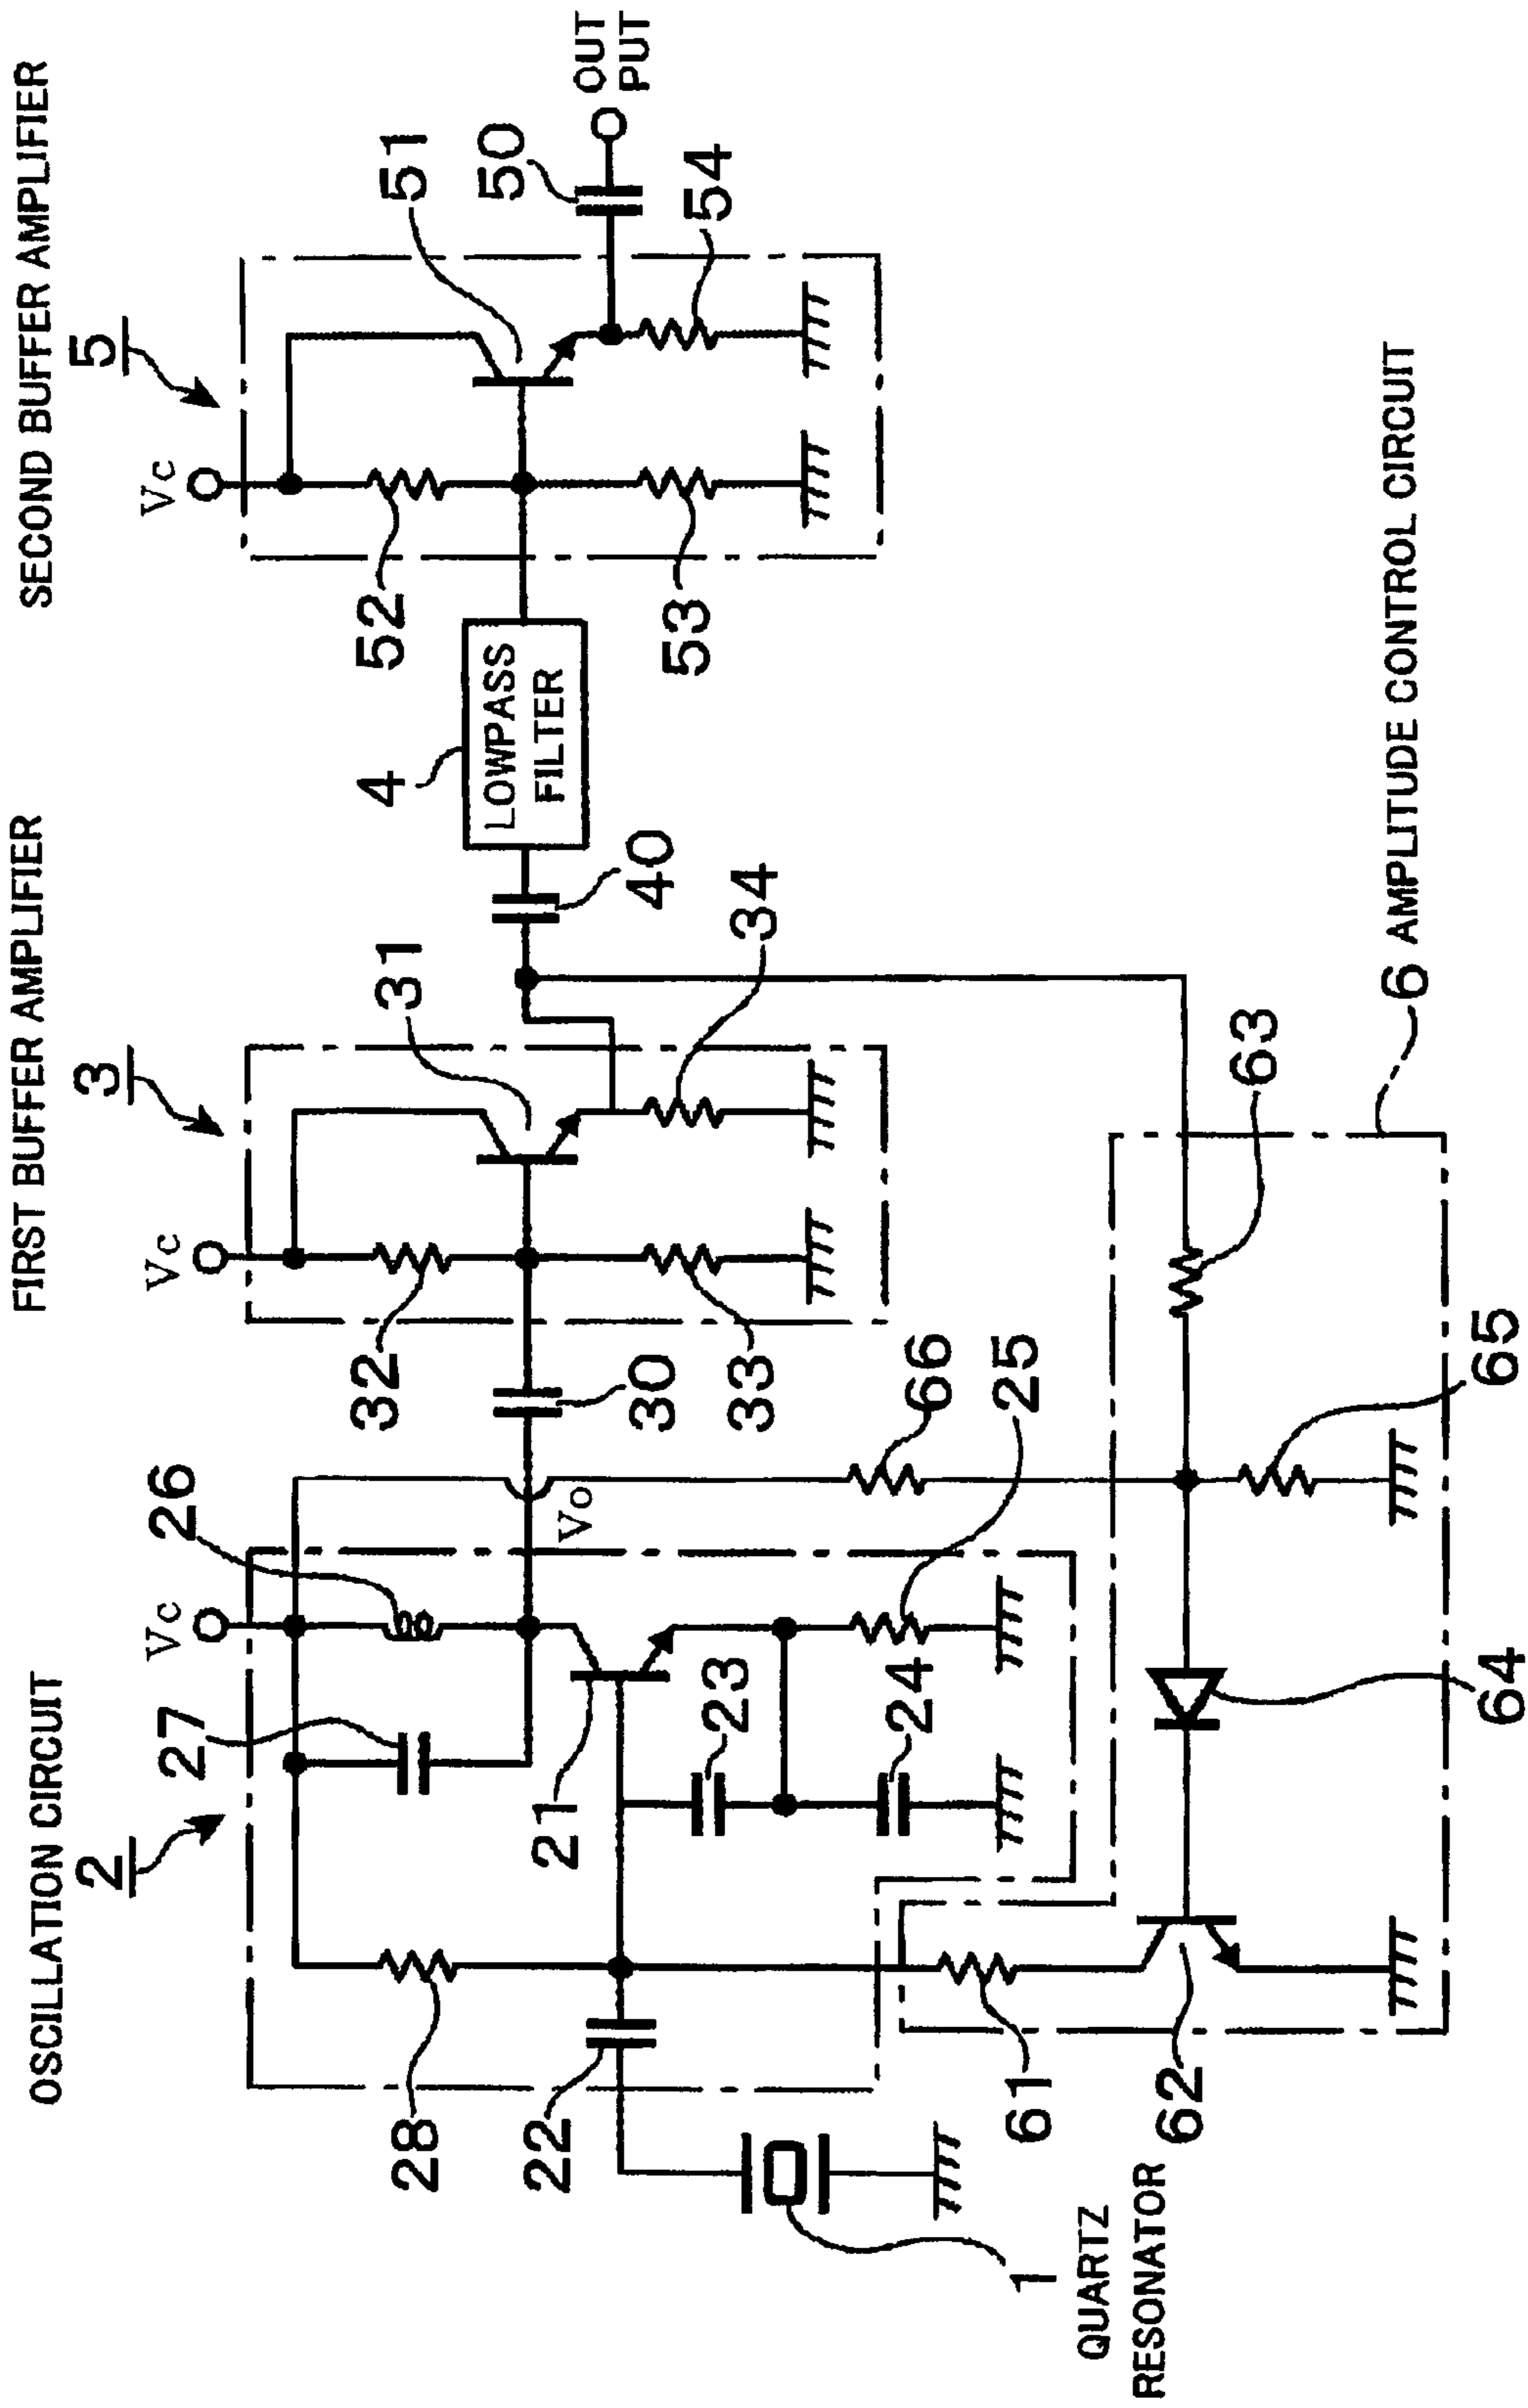 OSCILLATION CIRCUIT
FIRST BUFFER AMPLIFIER
SECOND BUFFER AMPLIFIER
2
3
5
Vc
Vc
Vc
28
27
26
32
31
4
52
51
22
21
Vo
30
40
LOWPASS
FILTER
50
OUT
PUT
23
24
25
66
33
34
53
54
1
QUARTZ
RESONATOR
61
62
64
65
63
6
AMPLITUDE CONTROL CIRCUIT